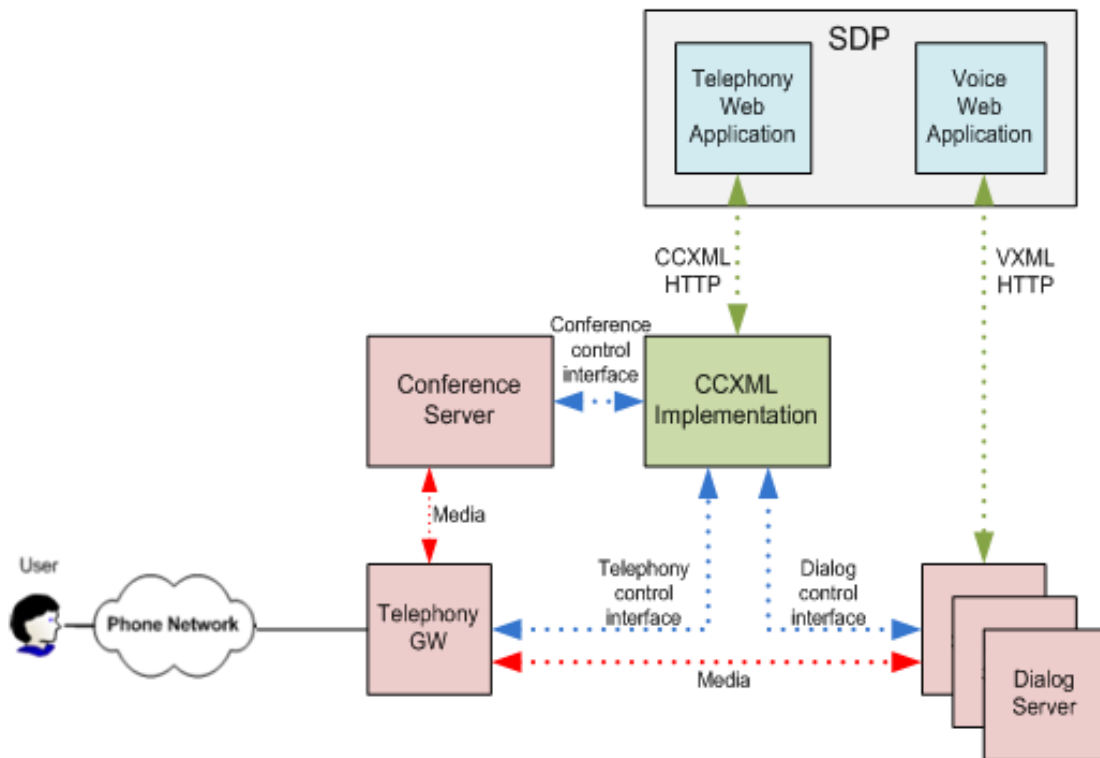 SDP
Telephony
Web
Application
Voice
Web
Application
CCXML
HTTP
VXML
HTTP
Conference
control
interface
Conference
Server
CCXML
Implementation
Media
User
Phone Network
Telephony
GW
Telephony
control
interface
Dialog
control
interface
Media
Dialog
Server